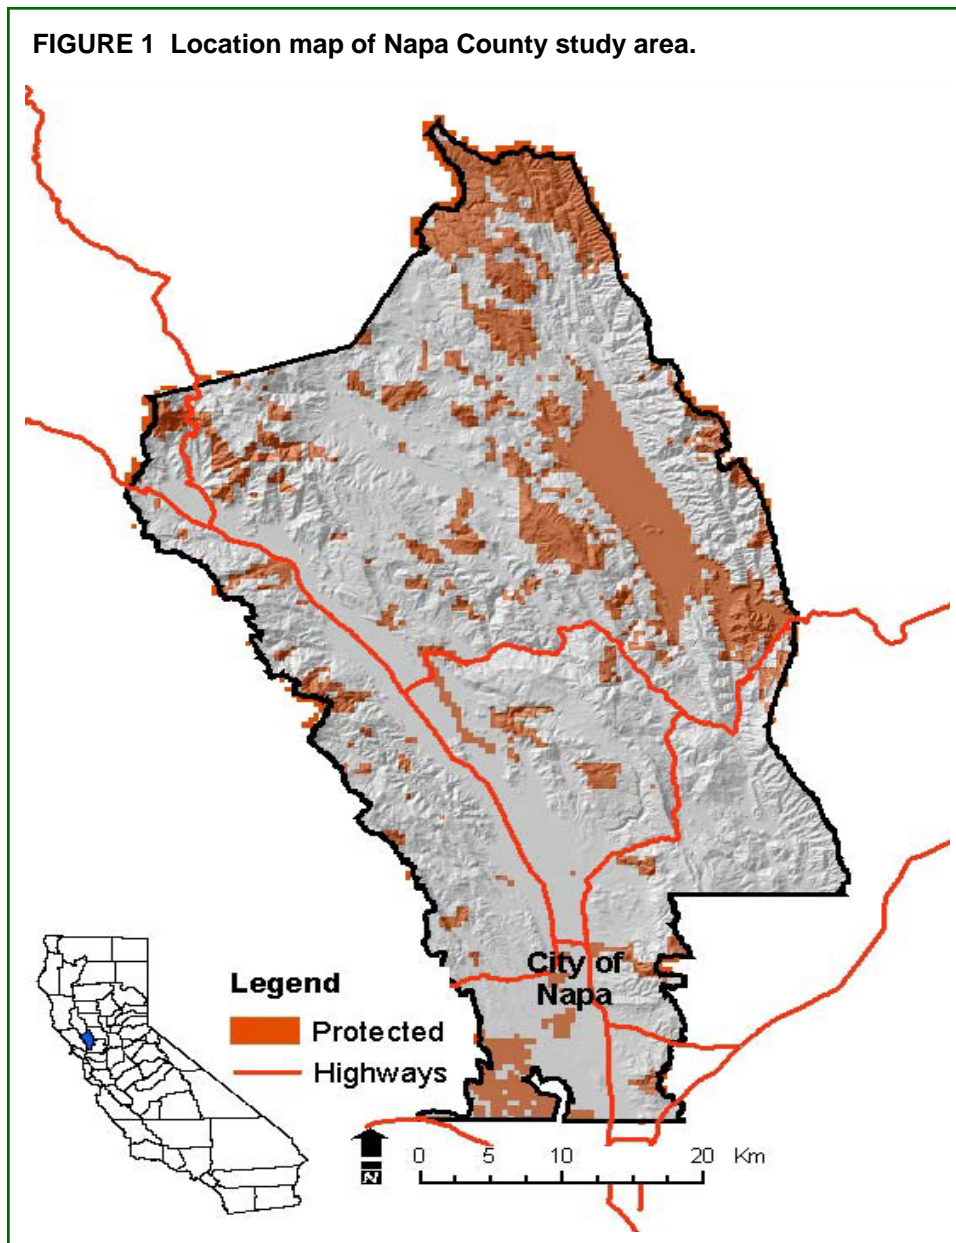 FIGURE 1  Location map of Napa County study area.
City of
Napa
Legend
Protected
Highways
N
0 5 10 20 Km